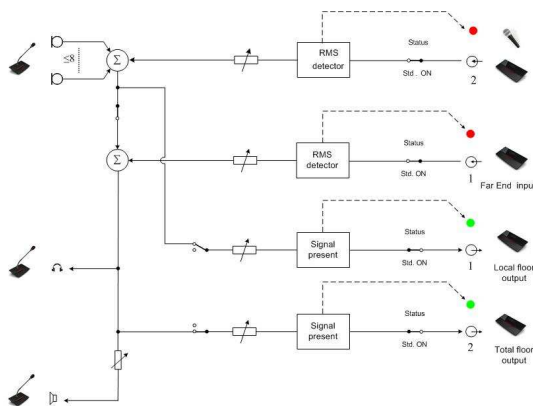 ≤8
Σ
RMS
detector
Status
Std . ON
2
Σ
RMS
detector
Status
Std. ON
1
Far End input
Signal
present
Status
Std. ON
1
Local floor
output
Signal
present
Status
Std. ON
2
Total floor
output